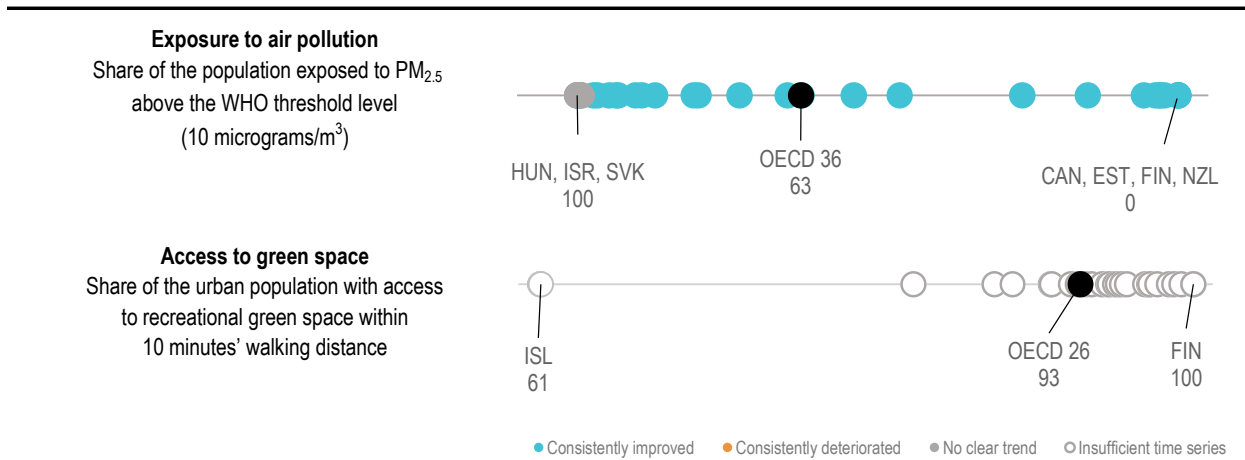 Exposure to air pollution
Share of the population exposed to PM2.5
above the WHO threshold level
(10 micrograms/m3)
HUN, ISR, SVK
100
OECD 36
63
CAN, EST, FIN, NZL
0
Access to green space
Share of the urban population with access
to recreational green space within
10 minutes’ walking distance
ISL
61
OECD 26
93
FIN
100
Consistently improved
Consistently deteriorated
No clear trend
Insufficient time series